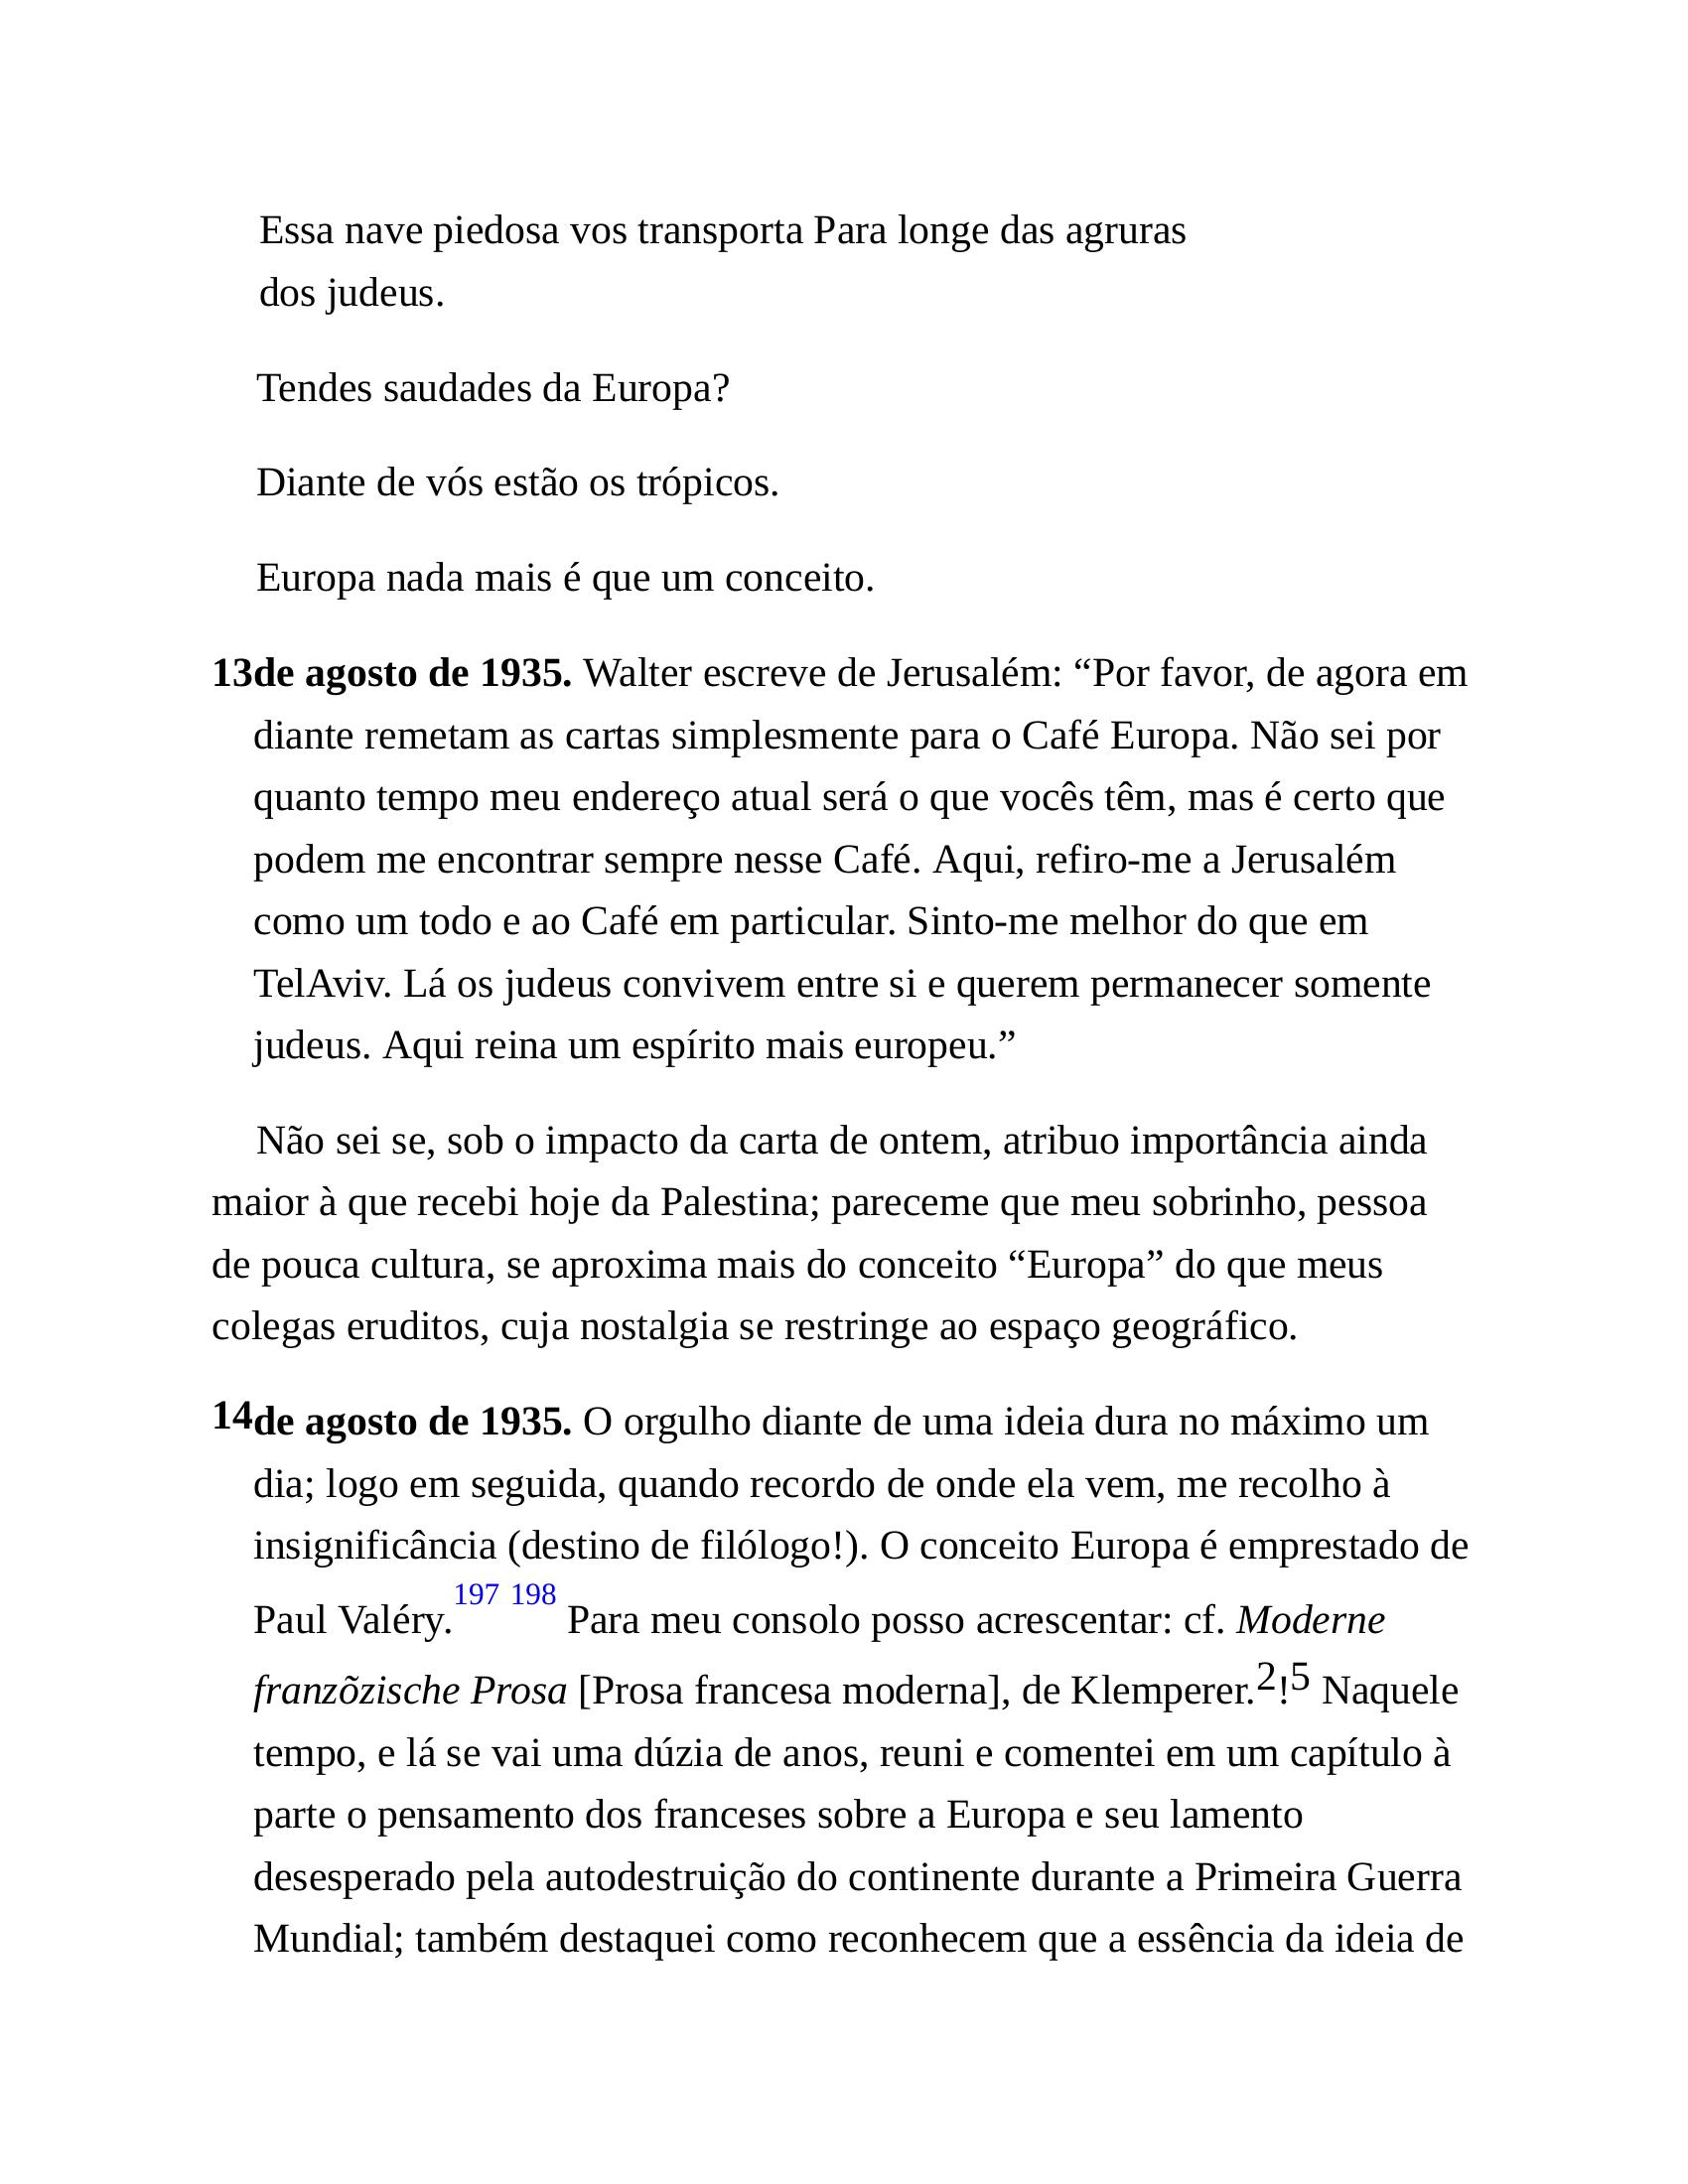 Essa nave piedosa vos transporta Para longe das agruras
dos judeus.
Tendes saudades da Europa?
Diante de vós estão os trópicos.
Europa nada mais é que um conceito.
13de agosto de 1935. Walter escreve de Jerusalém: “Por favor, de agora em
diante remetam as cartas simplesmente para o Café Europa. Não sei por
quanto tempo meu endereço atual será o que vocês têm, mas é certo que
podem me encontrar sempre nesse Café. Aqui, refiro-me a Jerusalém
como um todo e ao Café em particular. Sinto-me melhor do que em
TelAviv. Lá os judeus convivem entre si e querem permanecer somente
judeus. Aqui reina um espírito mais europeu.”
Não sei se, sob o impacto da carta de ontem, atribuo importância ainda
maior à que recebi hoje da Palestina; pareceme que meu sobrinho, pessoa
de pouca cultura, se aproxima mais do conceito “Europa” do que meus
colegas eruditos, cuja nostalgia se restringe ao espaço geográfico.
14de agosto de 1935. O orgulho diante de uma ideia dura no máximo um
dia; logo em seguida, quando recordo de onde ela vem, me recolho à
insignificância (destino de filólogo!). O conceito Europa é emprestado de
Paul Valéry.197 198 Para meu consolo posso acrescentar: cf. Moderne
franzõzische Prosa [Prosa francesa moderna], de Klemperer.2!5 Naquele
tempo, e lá se vai uma dúzia de anos, reuni e comentei em um capítulo à
parte o pensamento dos franceses sobre a Europa e seu lamento
desesperado pela autodestruição do continente durante a Primeira Guerra
Mundial; também destaquei como reconhecem que a essência da ideia de